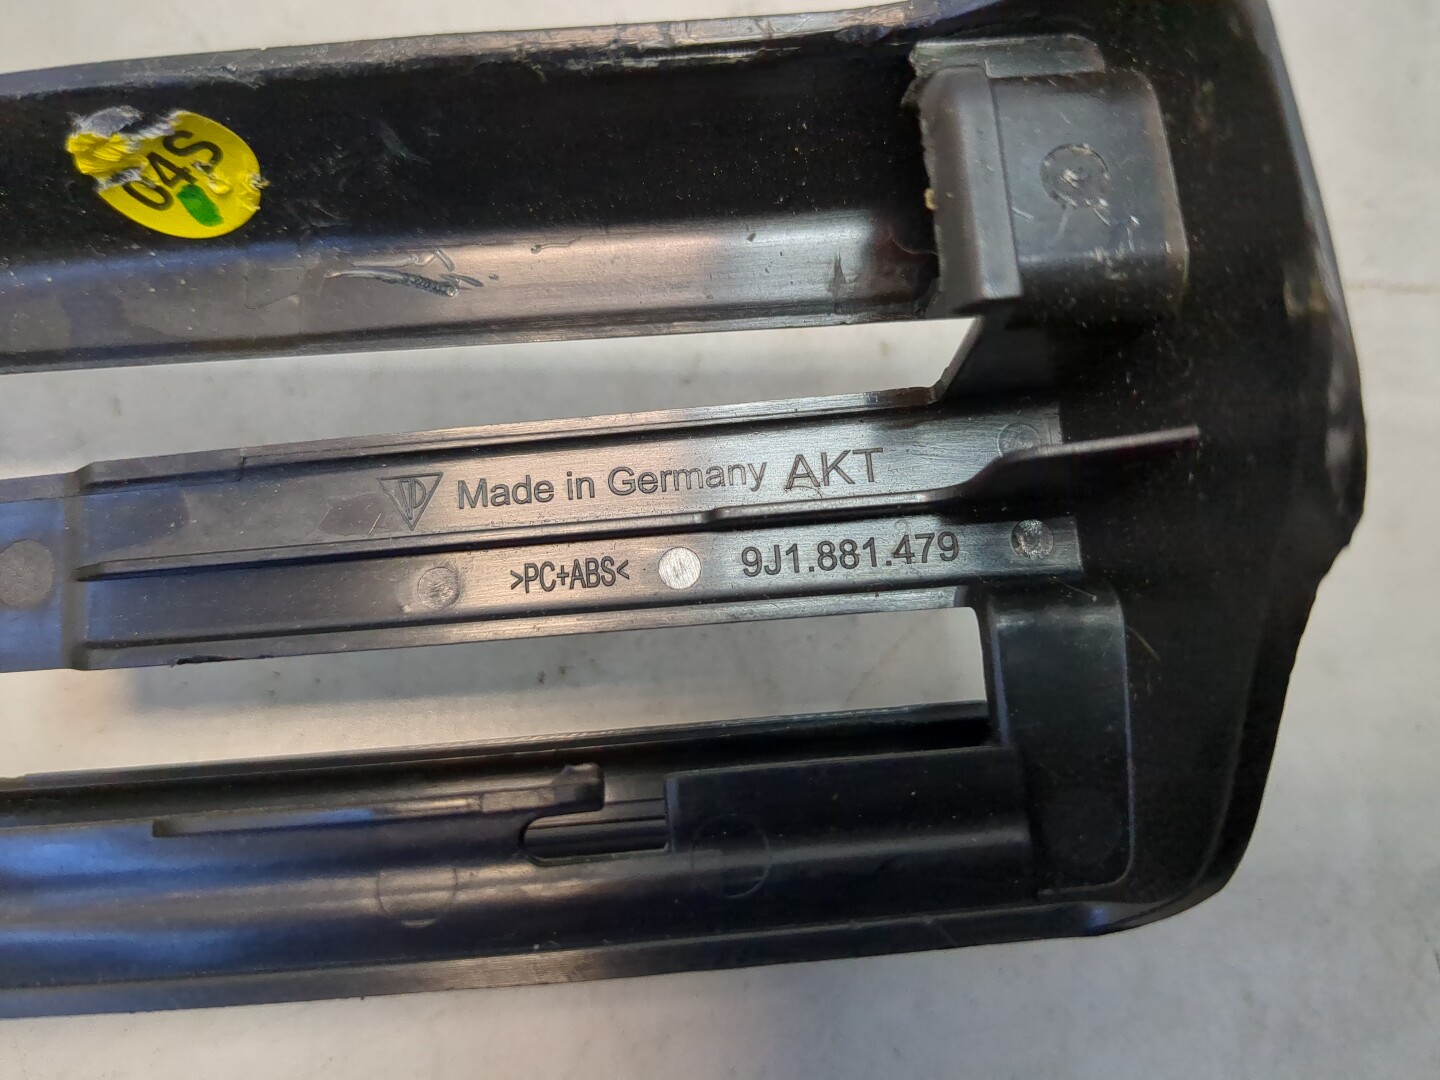 04S
Made in Germany AKT
>PC+ABS<
9J1.881.479